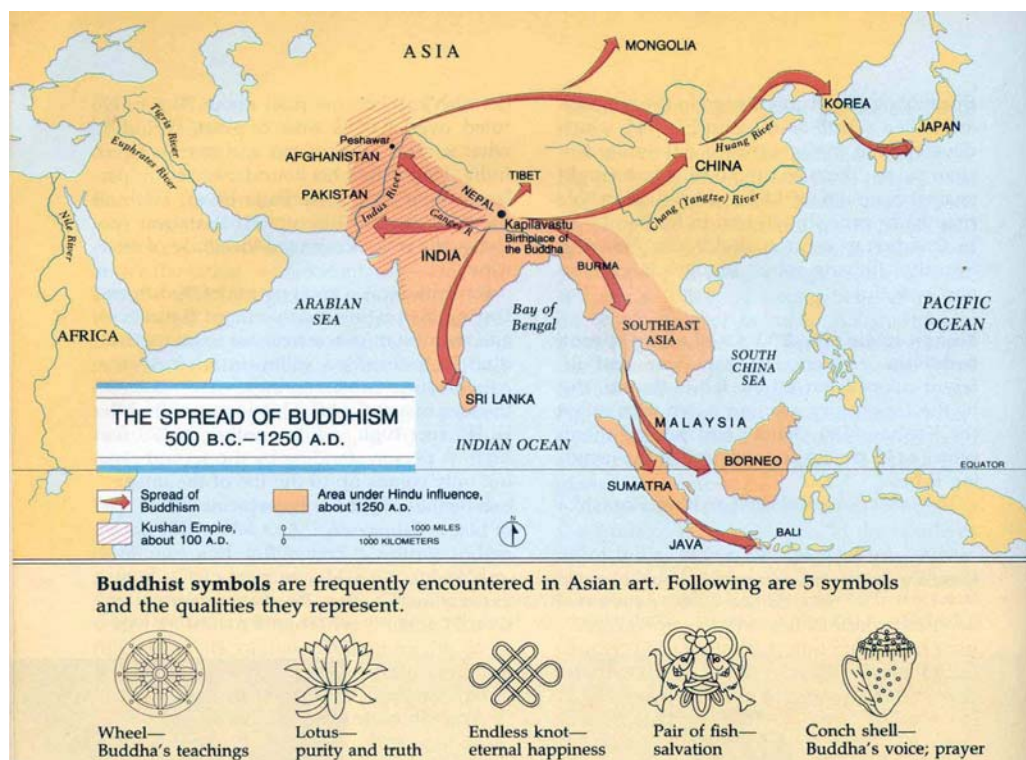 ASIA
MONGOLIA
KOREA
JAPAN
Tigris River
Euphrates River
Nile River
Peshawar
AFGHANISTAN
PAKISTAN
Indus River
NEPAL
Ganges R
TIBET
Huang River
CHINA
Chang (Yangtze) River
Kapilavastu
Birthplace of
the Buddha
INDIA
BURMA
ARABIAN
SEA
Bay of
Bengal
AFRICA
SOUTHEAST
ASIA
SOUTH
CHINA
SEA
PACIFIC
OCEAN
SRI LANKA
INDIAN OCEAN
MALAYSIA
BORNEO
EQUATOR
SUMATRA
JAVA
BALI
THE SPREAD OF BUDDHISM
500 B.C.–1250 A.D.
Spread of
Buddhism
Area under Hindu influence,
about 1250 A.D.
Kushan Empire,
about 100 A.D.
0 1000 MILES
0 1000 KILOMETERS
N
Buddhist symbols are frequently encountered in Asian art. Following are 5 symbols
and the qualities they represent.
Wheel—
Buddha's teachings
Lotus—
purity and truth
Endless knot—
eternal happiness
Pair of fish—
salvation
Conch shell—
Buddha's voice; prayer